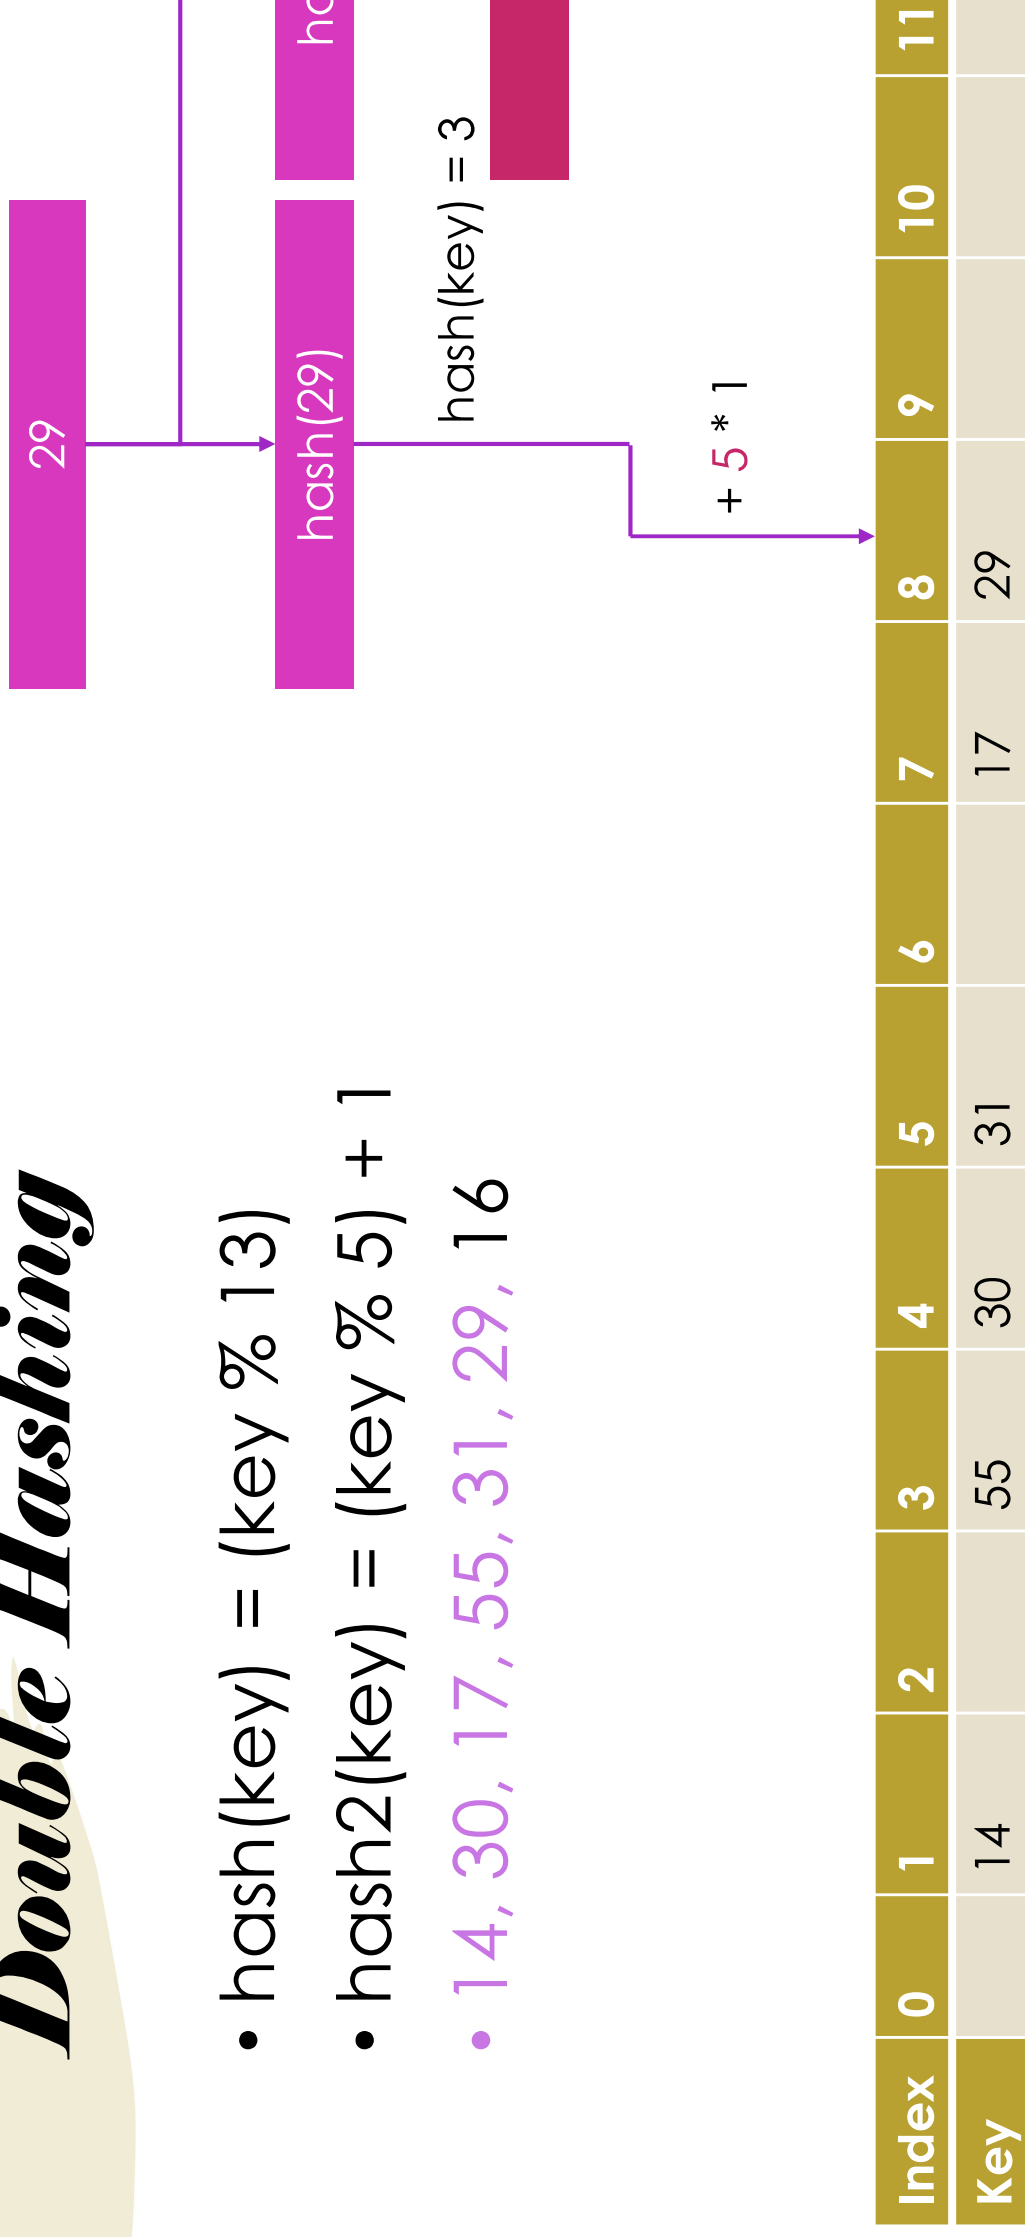 Double Hashing
• hash(key) = (key % 13)
• hash2(key) = (key % 5) + 1
• 14, 30, 17, 55, 31, 29, 16
29
hash(29)
hash(key) = 3
+ 5 * 1
Index 0 1 2 3 4 5 6 7 8 9 10 11
Key 14 55 30 31 17 29